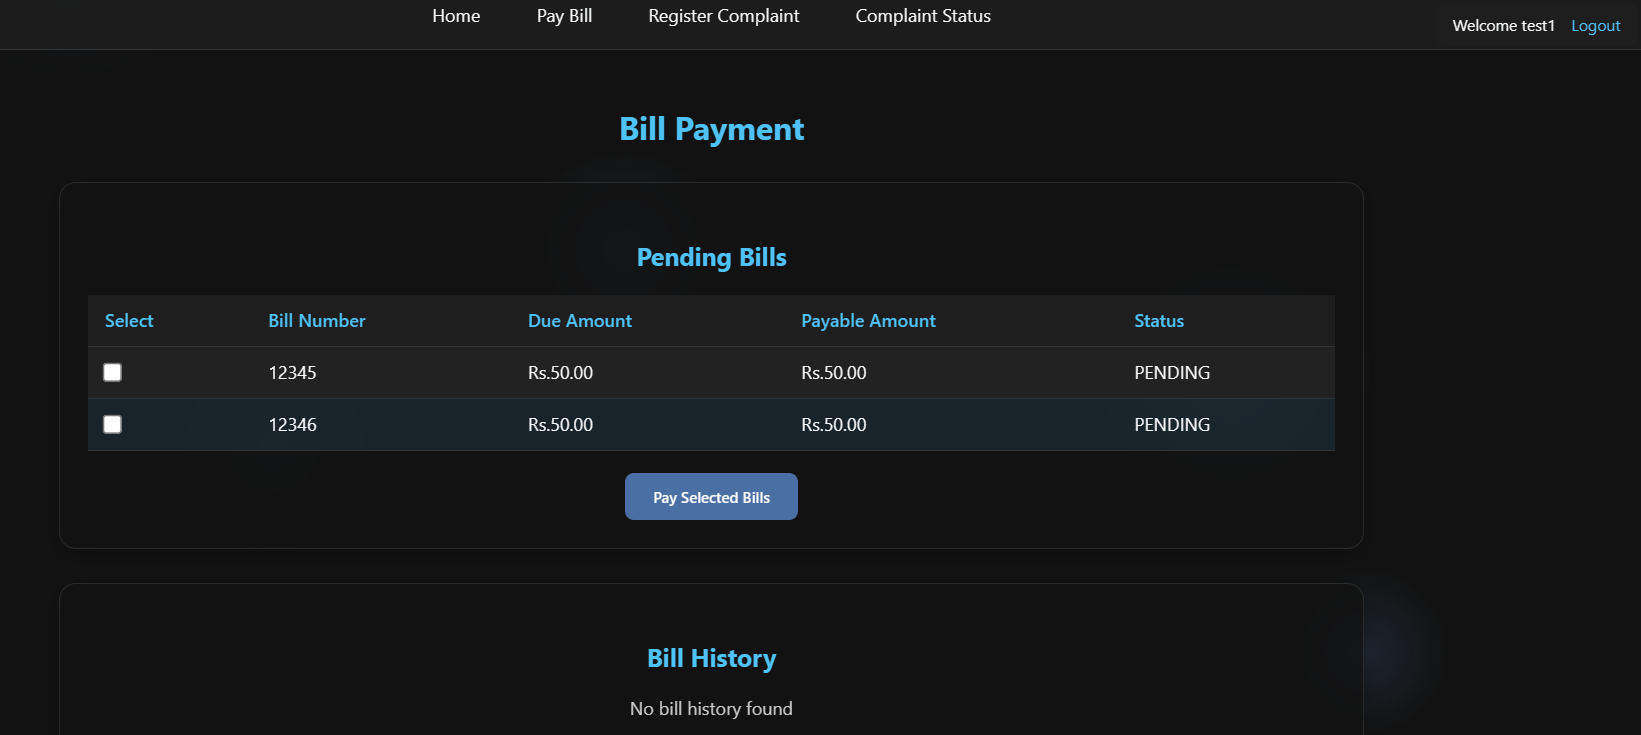 Home Pay Bill Register Complaint Complaint Status
Welcome test1 Logout
Bill Payment
Pending Bills
Select Bill Number Due Amount Payable Amount Status
12345 Rs.50.00 Rs.50.00 PENDING
12346 Rs.50.00 Rs.50.00 PENDING
Pay Selected Bills
Bill History
No bill history found